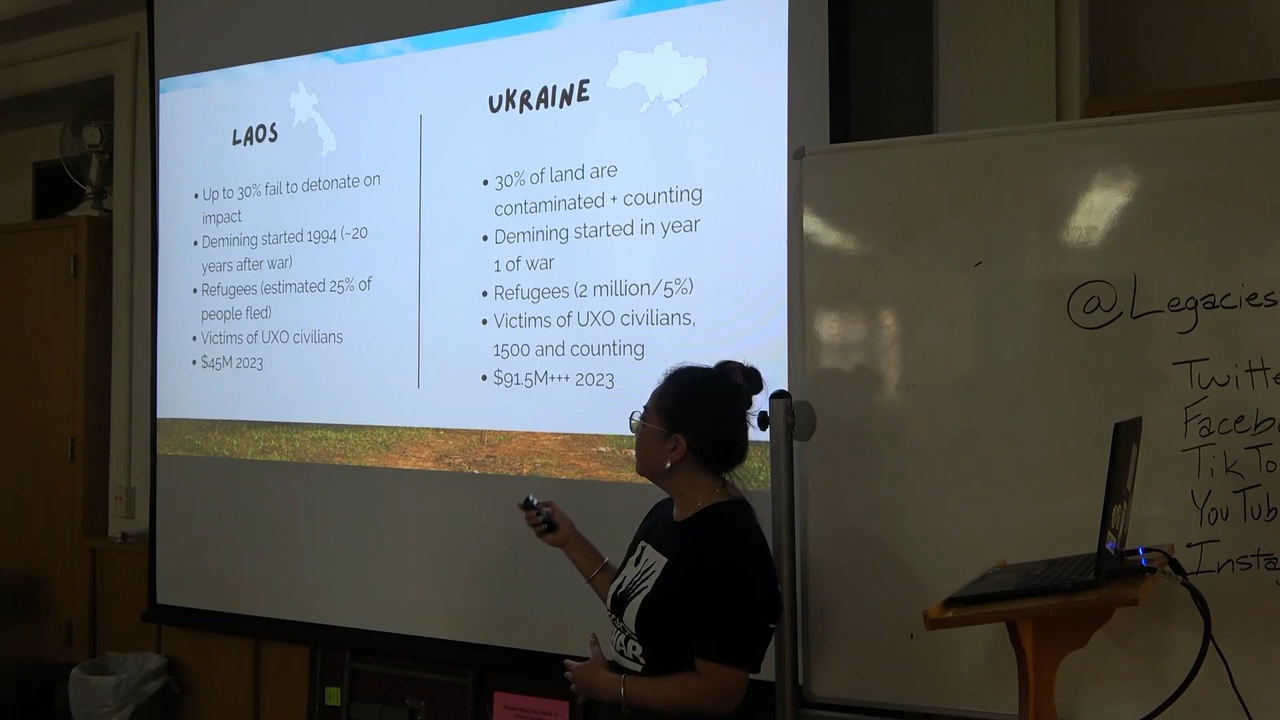 LAOS
• Up to 30% fail to detonate on
impact
• Demining started 1994 (~20
years after war)
• Refugees (estimated 25% of
people fled)
• Victims of UXO civilians
• $45M 2023
UKRAINE
• 30% of land are
contaminated + counting
• Demining started in year
1 of war
• Refugees (2 million/5%)
• Victims of UXO civilians,
1500 and counting
• $91.5M+++ 2023
@Legacies
Twitte
Faceb
TikTo
YouTub
Insta
WAR